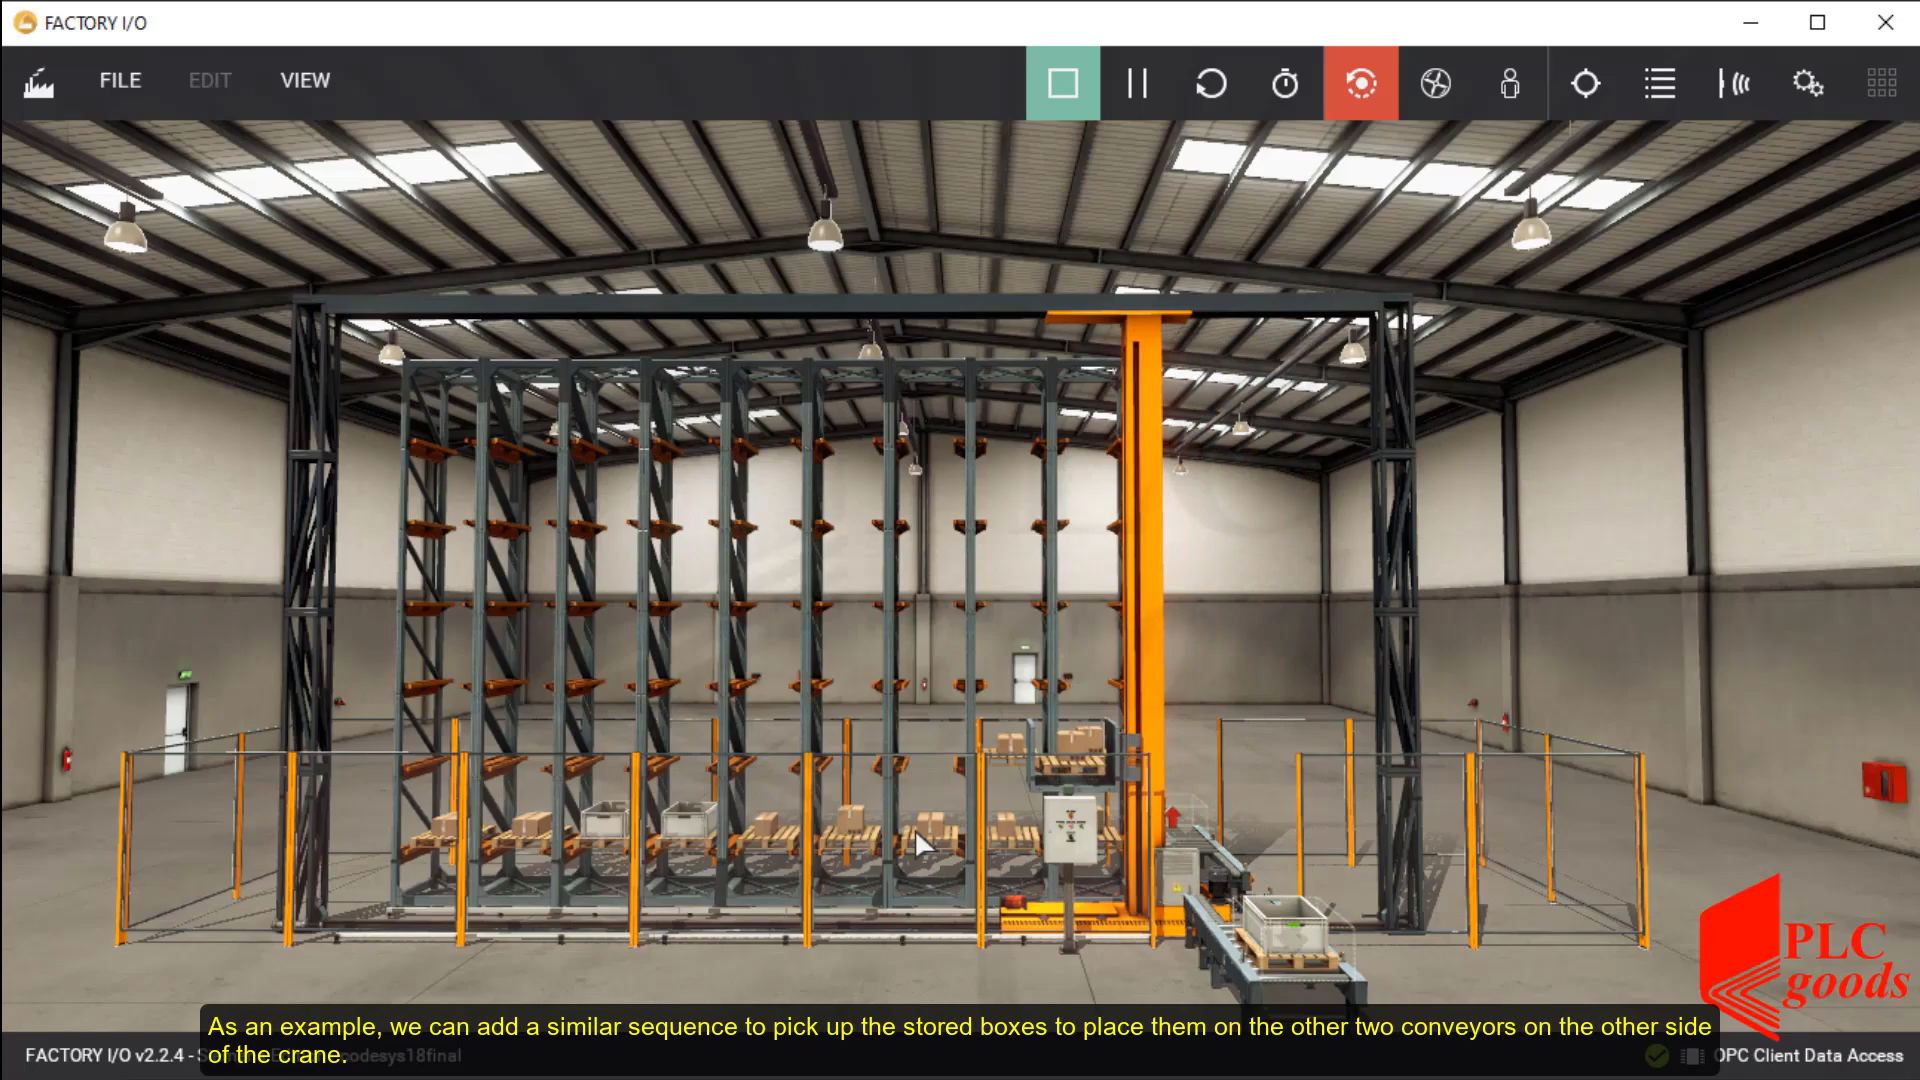 FACTORY I/O
FILE
EDIT
VIEW
PLC
goods
As an example, we can add a similar sequence to pick up the stored boxes to place them on the other two conveyors on the other side
of the crane.
FACTORY I/O v2.2.4 -
codesys18final
OPC Client Data Access